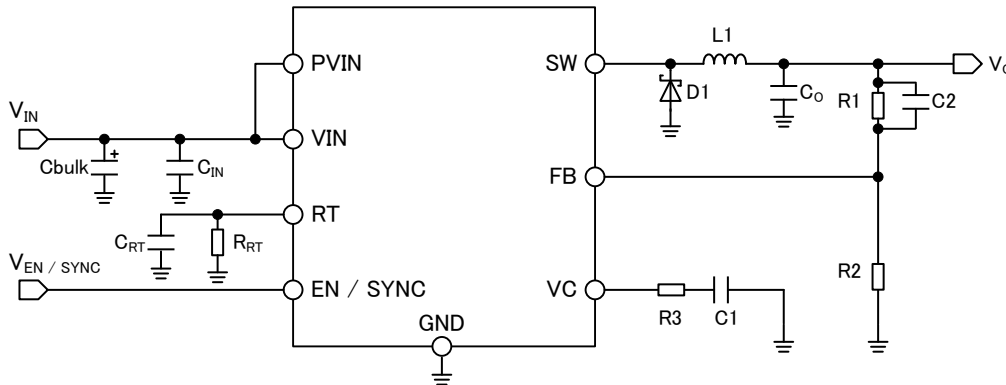 L1
PVIN
SW
D1
C_O
R1
C2
V_IN
VIN
Cbulk
+
C_IN
FB
RT
C_RT
R_RT
V_EN / SYNC
EN / SYNC
VC
R3
C1
R2
GND